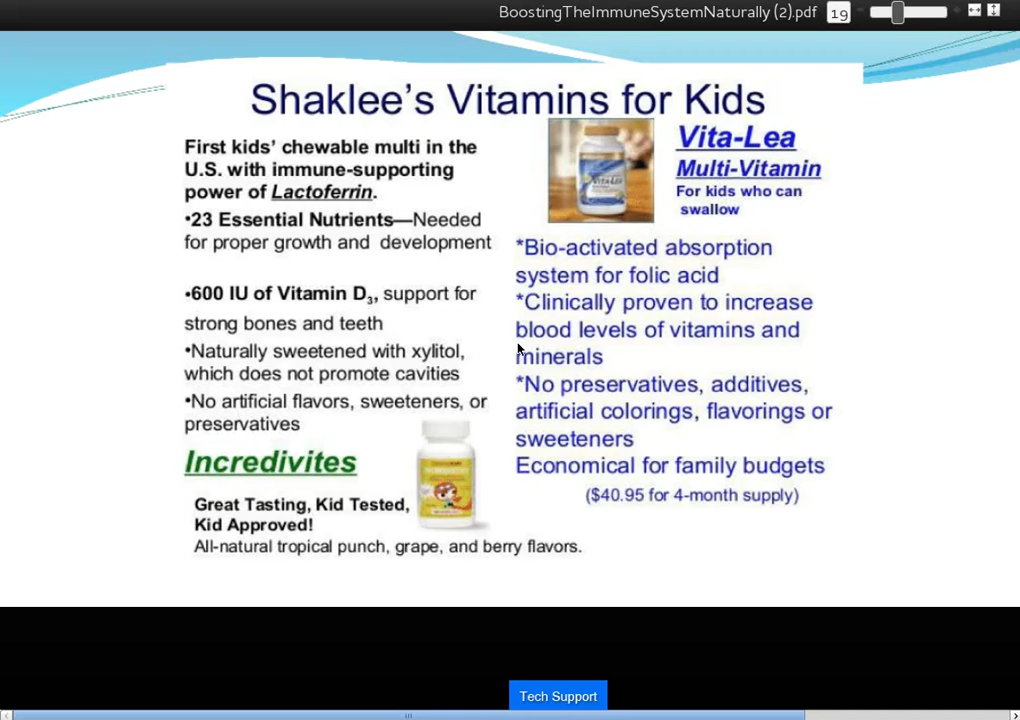 BoostingTheImmuneSystemNaturally (2).pdf 19
Shaklee's Vitamins for Kids
First kids' chewable multi in the
U.S. with immune-supporting
power of Lactoferrin.
•23 Essential Nutrients—Needed
for proper growth and development
•600 IU of Vitamin D3, support for
strong bones and teeth
•Naturally sweetened with xylitol,
which does not promote cavities
•No artificial flavors, sweeteners, or
preservatives
Incredivites
Great Tasting, Kid Tested,
Kid Approved!
All-natural tropical punch, grape, and berry flavors.
VITA-LEA
Vita-Lea
Multi-Vitamin
For kids who can
swallow
*Bio-activated absorption
system for folic acid
*Clinically proven to increase
blood levels of vitamins and
minerals
*No preservatives, additives,
artificial colorings, flavorings or
sweeteners
Economical for family budgets
($40.95 for 4-month supply)
Tech Support